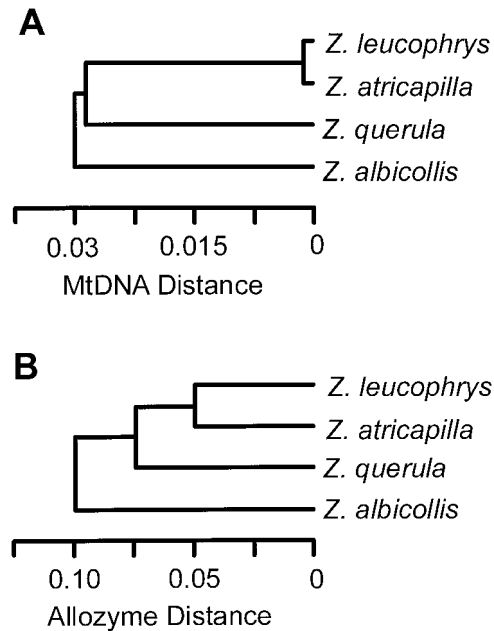 A
Z. leucophrys
Z. atricapilla
Z. querula
Z. albicollis
0.03 0.015 0
MtDNA Distance
B
Z. leucophrys
Z. atricapilla
Z. querula
Z. albicollis
0.10 0.05 0
Allozyme Distance